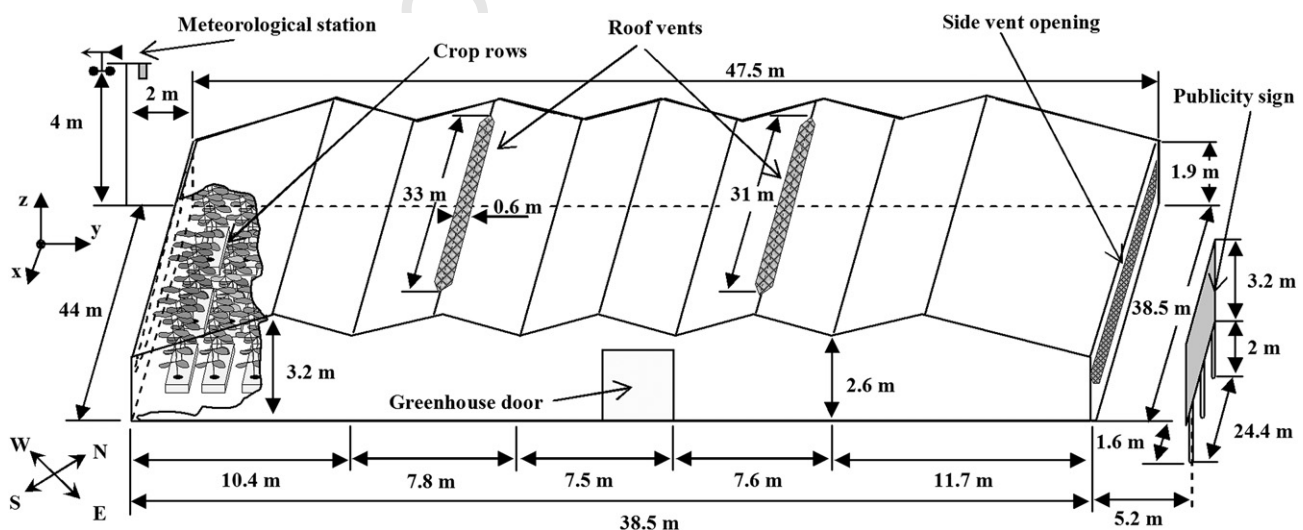 Meteorological station
Crop rows
Roof vents
Side vent opening
47.5 m
Publicity sign
2 m
4 m
1.9 m
z
y
x
33 m
0.6 m
31 m
3.2 m
44 m
38.5 m
2 m
3.2 m
2.6 m
Greenhouse door
24.4 m
1.6 m
W
N
S
E
10.4 m
7.8 m
7.5 m
7.6 m
11.7 m
5.2 m
38.5 m